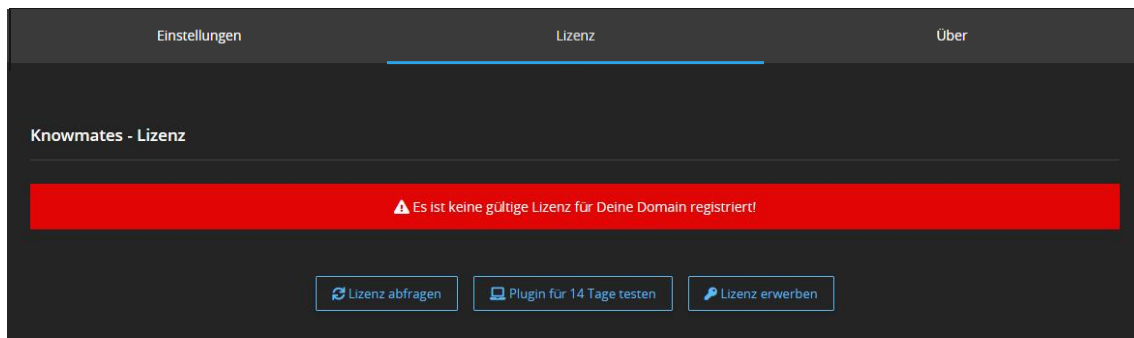 Einstellungen Lizenz Über
Knowmates - Lizenz
Es ist keine gültige Lizenz für Deine Domain registriert!
Lizenz abfragen Plugin für 14 Tage testen Lizenz erwerben